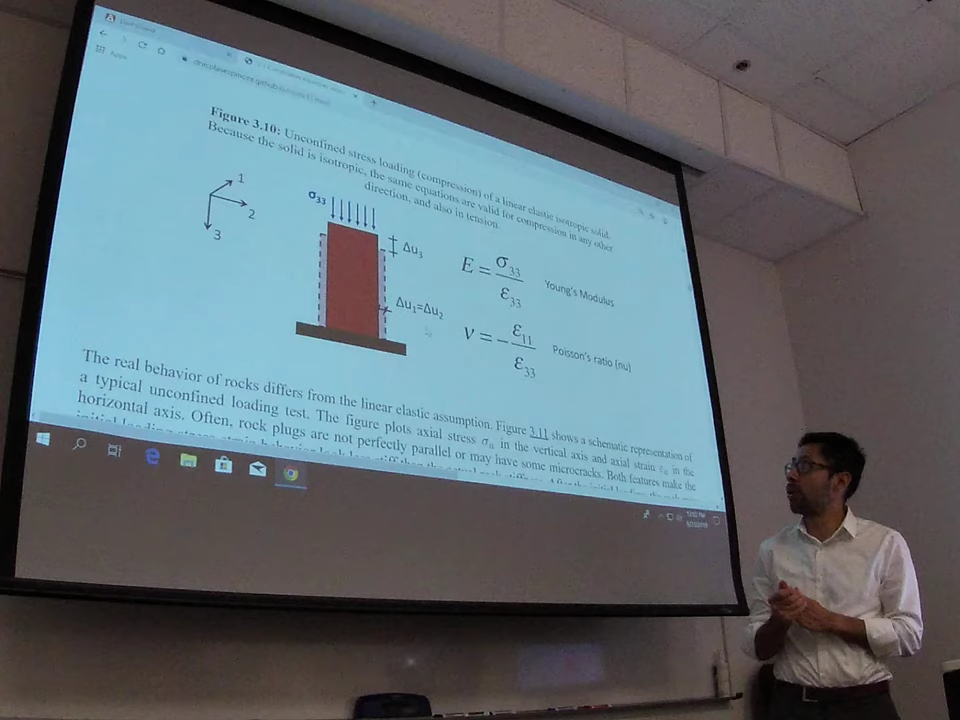 Apps
Figure 3.10: Unconfined stress loading (compression) of a linear elastic isotropic solid.
Because the solid is isotropic, the same equations are valid for compression in any other
direction, and also in tension.
1
2
3
σ33
Δu3
Δu1=Δu2
E = σ33 / ε33
Young's Modulus
ν = - ε11 / ε33
Poisson's ratio (nu)
The real behavior of rocks differs from the linear elastic assumption. Figure 3.11 shows a schematic representation of
a typical unconfined loading test. The figure plots axial stress σa in the vertical axis and axial strain εa in the
horizontal axis. Often, rock plugs are not perfectly parallel or may have some microcracks. Both features make the